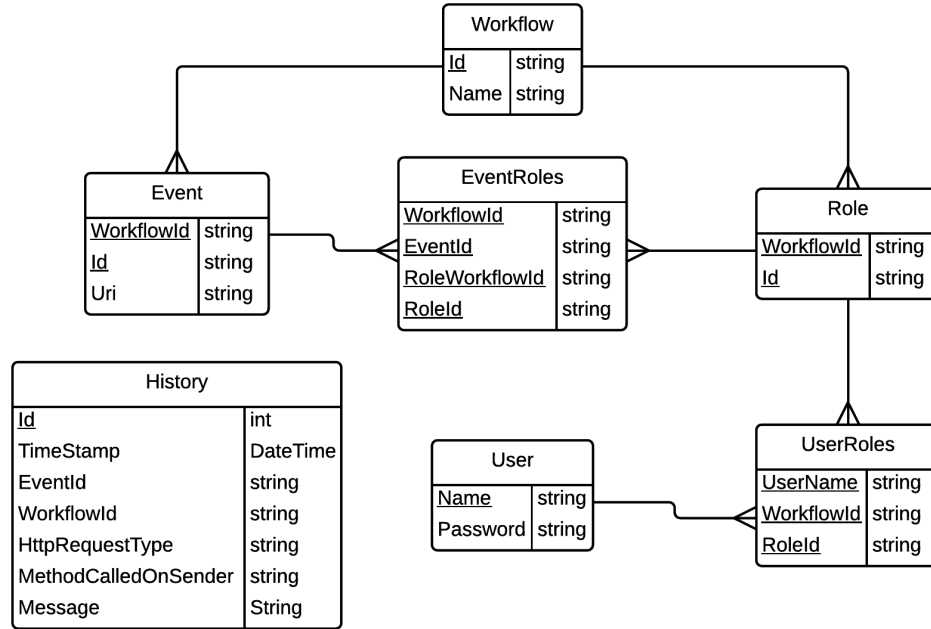 Workflow
Id string
Name string
Event
WorkflowId string
Id string
Uri string
EventRoles
WorkflowId string
EventId string
RoleWorkflowId string
RoleId string
Role
WorkflowId string
Id string
History
Id int
TimeStamp DateTime
EventId string
WorkflowId string
HttpRequestType string
MethodCalledOnSender string
Message String
User
Name string
Password string
UserRoles
UserName string
WorkflowId string
RoleId string